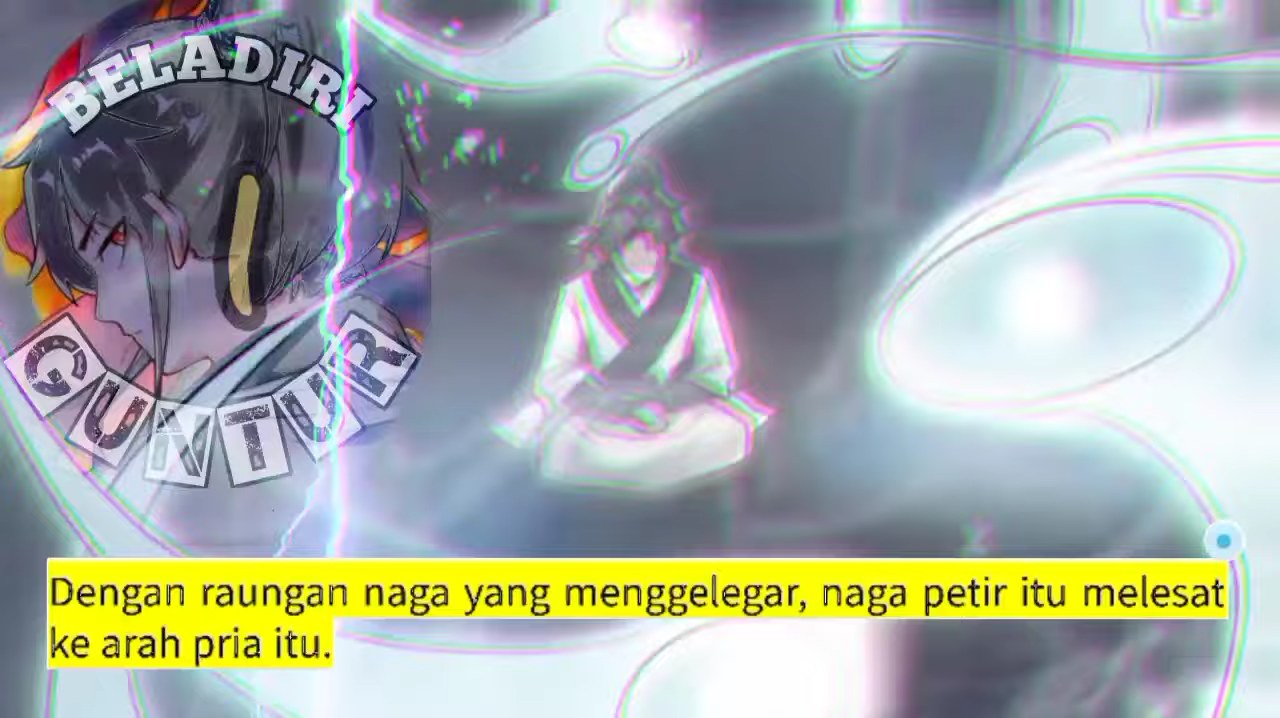 BELADIRI
GUNTUR
Dengan raungan naga yang menggelegar, naga petir itu melesat
ke arah pria itu.